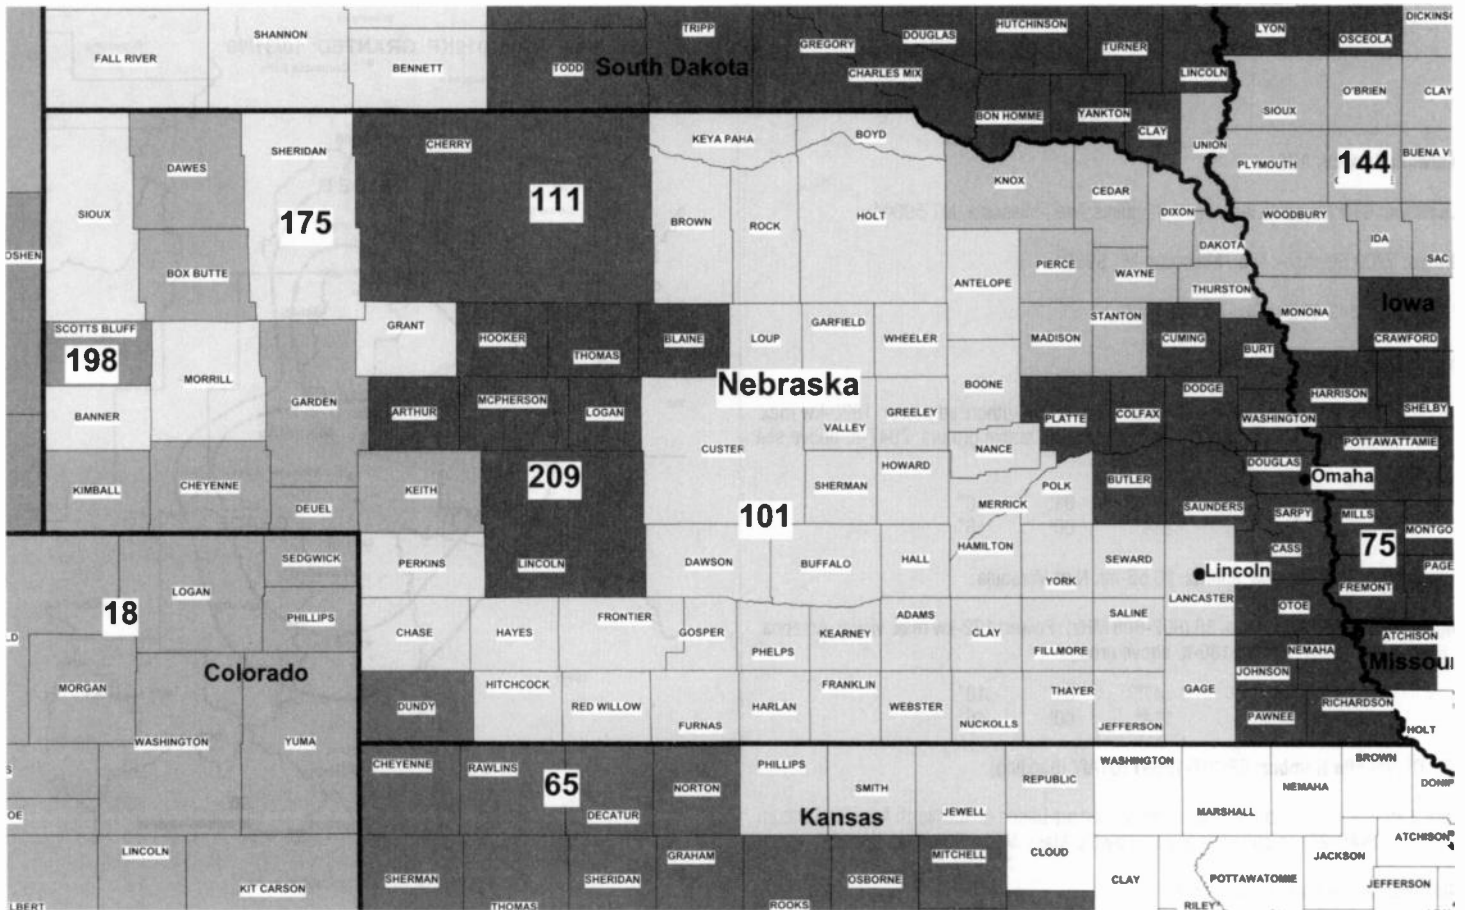 SHANNON
FALL RIVER
BENNETT
TODD
TRIPP
South Dakota
GREGORY
CHARLES MIX
DOUGLAS
HUTCHINSON
TURNER
LINCOLN
BON HOMME
YANKTON
CLAY
UNION
LYON
OSCEOLA
DICKINS
SIOUX
O'BRIEN
CLAY
PLYMOUTH
144
BUENA VI
WOODBURY
IDA
SAC
MONONA
Iowa
CRAWFORD
HARRISON
SHELBY
POTTAWATTAMIE
MILLS
MONTGO
75
FREMONT
PAGE
ATCHISON
Missour
HOLT
SIOUX
DAWES
SHERIDAN
175
BOX BUTTE
CHERRY
111
KEYA PAHA
BOYD
BROWN
ROCK
HOLT
KNOX
CEDAR
DIXON
DAKOTA
ANTELOPE
PIERCE
WAYNE
THURSTON
OSHEN
SCOTTS BLUFF
198
BANNER
MORRILL
GARDEN
GRANT
HOOKER
THOMAS
BLAINE
LOUP
GARFIELD
WHEELER
MADISON
STANTON
CUMING
BURT
ARTHUR
MCPHERSON
LOGAN
Nebraska
CUSTER
VALLEY
GREELEY
BOONE
PLATTE
COLFAX
DODGE
WASHINGTON
NANCE
KIMBALL
CHEYENNE
DEUEL
KEITH
209
LINCOLN
101
SHERMAN
HOWARD
MERRICK
POLK
BUTLER
SAUNDERS
DOUGLAS
Omaha
SARPY
CASS
PERKINS
DAWSON
BUFFALO
HALL
HAMILTON
YORK
SEWARD
Lincoln
LANCASTER
OTOE
CHASE
HAYES
FRONTIER
GOSPER
PHELPS
KEARNEY
ADAMS
CLAY
FILLMORE
SALINE
GAGE
JOHNSON
NEMAHA
DUNDY
HITCHCOCK
RED WILLOW
FURNAS
HARLAN
FRANKLIN
WEBSTER
NUCKOLLS
THAYER
JEFFERSON
PAWNEE
RICHARDSON
SEDGWICK
LOGAN
PHILLIPS
18
Colorado
MORGAN
WASHINGTON
YUMA
LINCOLN
KIT CARSON
LBERT
CHEYENNE
RAWLINS
65
DECATUR
NORTON
PHILLIPS
SMITH
Kansas
JEWELL
REPUBLIC
WASHINGTON
MARSHALL
NEMAHA
BROWN
DONIP
SHERMAN
THOMAS
SHERIDAN
GRAHAM
ROOKS
OSBORNE
MITCHELL
CLOUD
CLAY
RILEY
POTTAWATOMIE
JACKSON
ATCHISON
JEFFERSON